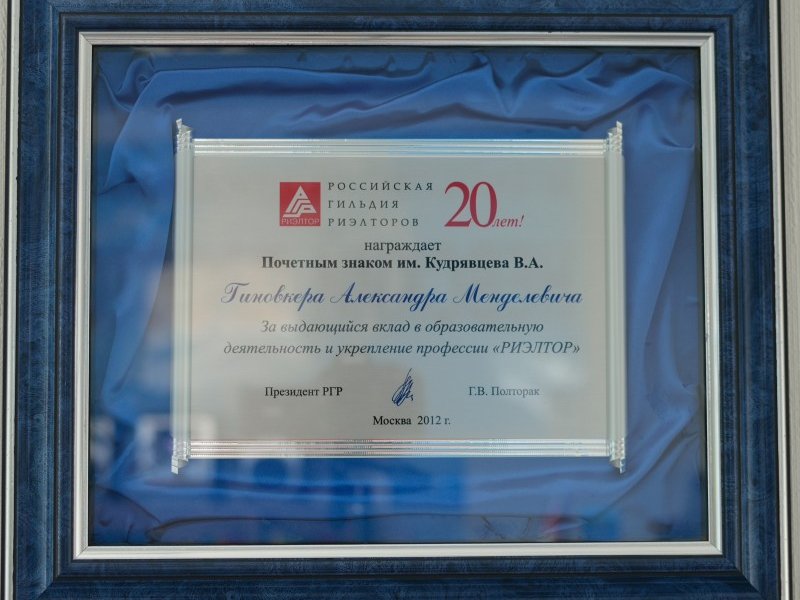 РИЭЛТОР
РОССИЙСКАЯ
ГИЛЬДИЯ
РИЭЛТОРОВ
20 лет!
награждает
Почетным знаком им. Кудрявцева В.А.
Гиновкера Александра Менделевича
За выдающийся вклад в образовательную
деятельность и укрепление профессии «РИЭЛТОР»
Президент РГР Г.В. Полторак
Москва 2012 г.